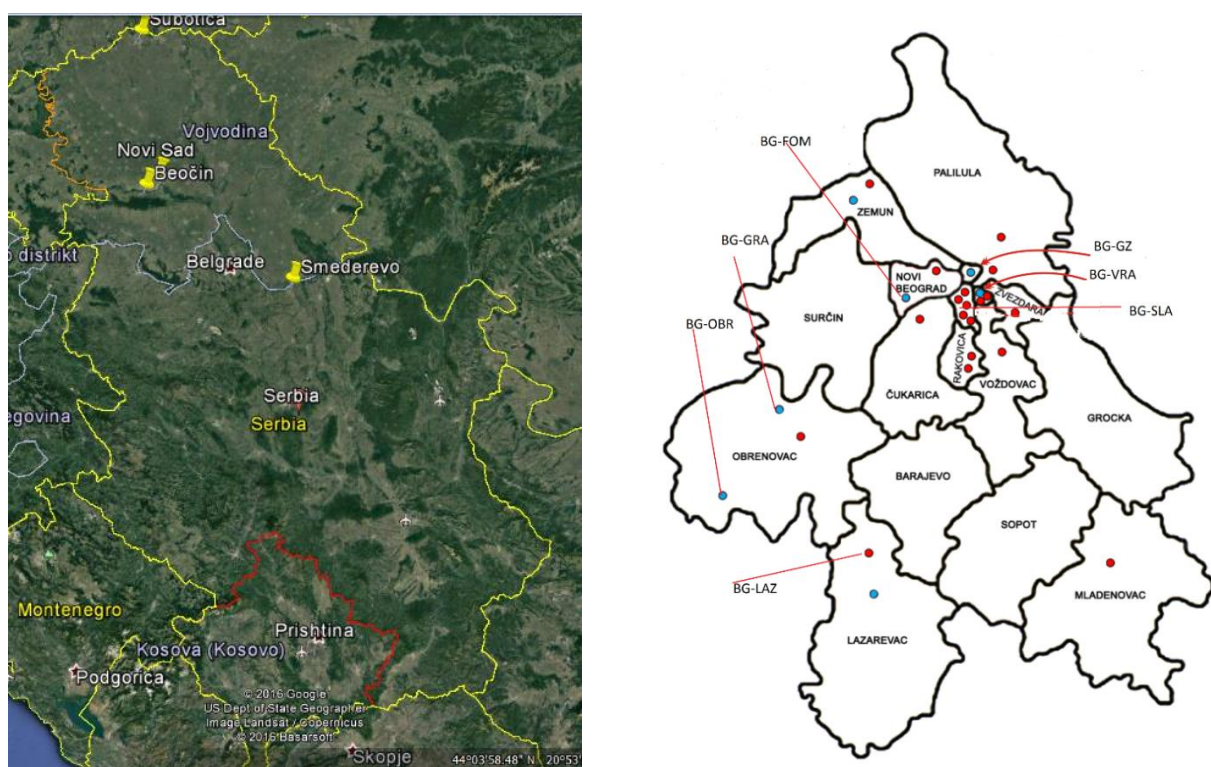 Subotica
Vojvodina
Novi Sad
Beočin
o distrikt
Belgrade
Smederevo
Serbia
Serbia
egovina
Montenegro
Prishtina
Kosova (Kosovo)
Podgorica
© 2016 Google
US Dept of State Geographer
Image Landsat / Copernicus
© 2016 Basarsoft
Skopje
44°03'58.48" N 20°53'
BG-FOM
PALILULA
ZEMUN
BG-GRA
BG-GZ
NOVI
BEOGRAD
BG-VRA
ZVEZDARA
BG-SLA
SURČIN
BG-OBR
RAKOVICA
VOŽDOVAC
ČUKARICA
GROCKA
OBRENOVAC
BARAJEVO
SOPOT
BG-LAZ
MLADENOVAC
LAZAREVAC